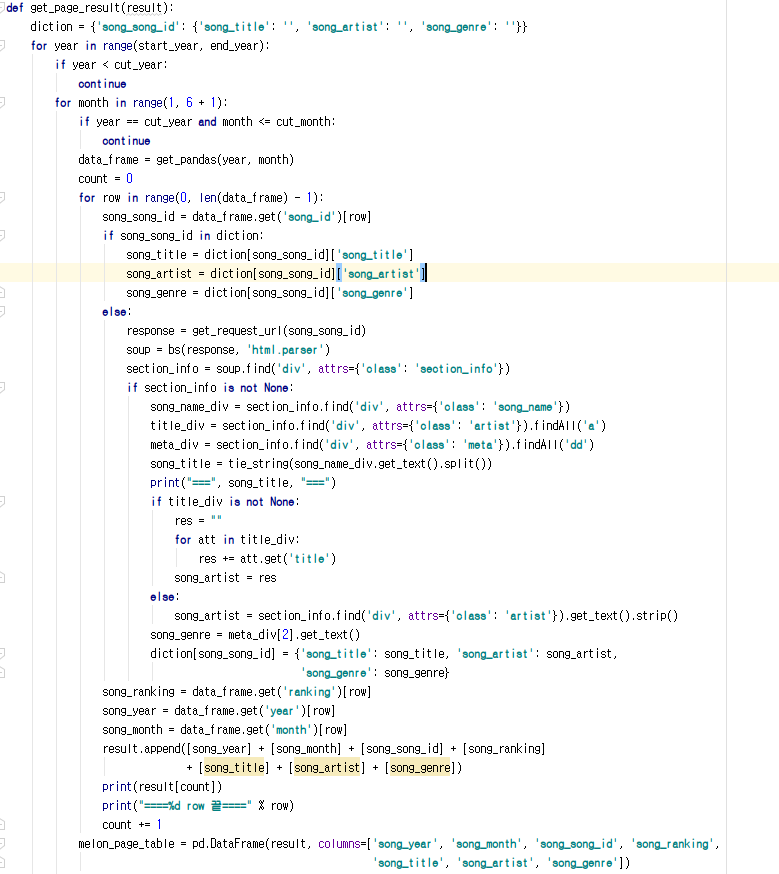 def get_page_result(result):
    diction = {'song_song_id': {'song_title': '', 'song_artist': '', 'song_genre': ''}}
    for year in range(start_year, end_year):
        if year < cut_year:
            continue
        for month in range(1, 6 + 1):
            if year == cut_year and month <= cut_month:
                continue
            data_frame = get_pandas(year, month)
            count = 0
            for row in range(0, len(data_frame) - 1):
                song_song_id = data_frame.get('song_id')[row]
                if song_song_id in diction:
                    song_title = diction[song_song_id]['song_title']
                    song_artist = diction[song_song_id]['song_artist']
                    song_genre = diction[song_song_id]['song_genre']
                else:
                    response = get_request_url(song_song_id)
                    soup = bs(response, 'html.parser')
                    section_info = soup.find('div', attrs={'class': 'section_info'})
                    if section_info is not None:
                        song_name_div = section_info.find('div', attrs={'class': 'song_name'})
                        title_div = section_info.find('div', attrs={'class': 'artist'}).findAll('a')
                        meta_div = section_info.find('div', attrs={'class': 'meta'}).findAll('dd')
                        song_title = tie_string(song_name_div.get_text().split())
                        print("===", song_title, "===")
                        if title_div is not None:
                            res = ""
                            for att in title_div:
                                res += att.get('title')
                            song_artist = res
                        else:
                            song_artist = section_info.find('div', attrs={'class': 'artist'}).get_text().strip()
                        song_genre = meta_div[2].get_text()
                        diction[song_song_id] = {'song_title': song_title, 'song_artist': song_artist,
                                                 'song_genre': song_genre}
                song_ranking = data_frame.get('ranking')[row]
                song_year = data_frame.get('year')[row]
                song_month = data_frame.get('month')[row]
                result.append([song_year] + [song_month] + [song_song_id] + [song_ranking]
                              + [song_title] + [song_artist] + [song_genre])
                print(result[count])
                print("====%d row 끝====" % row)
                count += 1
            melon_page_table = pd.DataFrame(result, columns=['song_year', 'song_month', 'song_song_id', 'song_ranking',
                                                             'song_title', 'song_artist', 'song_genre'])